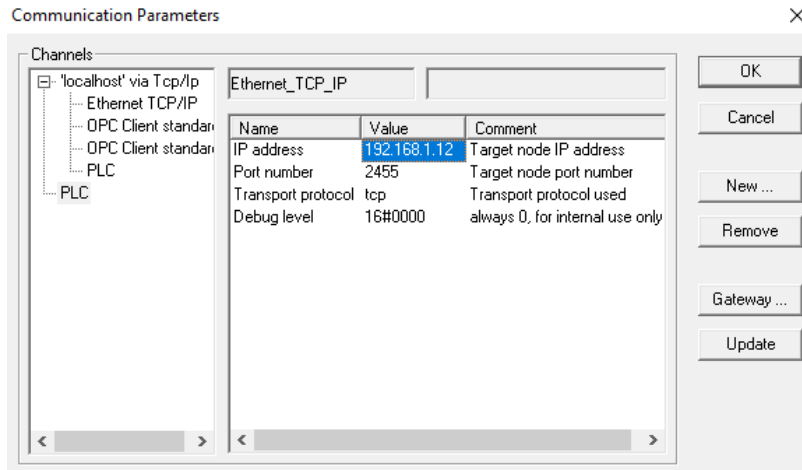 Communication Parameters
Channels
'localhost' via Tcp/Ip
Ethernet TCP/IP
OPC Client standar
OPC Client standar
PLC
PLC
Ethernet_TCP_IP
Name Value Comment
IP address 192.168.1.12 Target node IP address
Port number 2455 Target node port number
Transport protocol tcp Transport protocol used
Debug level 16#0000 always 0, for internal use only
OK
Cancel
New ...
Remove
Gateway ...
Update